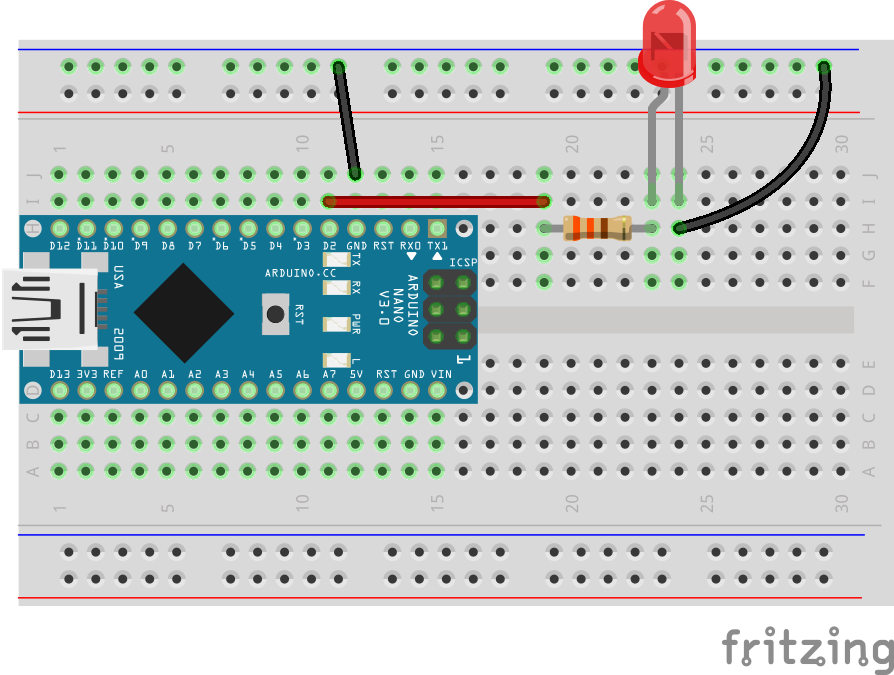 1 5 10 15 20 25 30
J J
I I
H H
G
F
D12 D11 D10 D9 D8 D7 D6 D5 D4 D3 D2 GND RST RX0 TX1
ICSP
TX
RX
PWR
L
ARDUINO.CC
RST
ARDUINO
NANO
V3.0
USA
2009
1
D13 3V3 REF A0 A1 A2 A3 A4 A5 A6 A7 5V RST GND VIN
E
D D
C C
B B
A A
1 5 10 15 20 25 30
fritzing